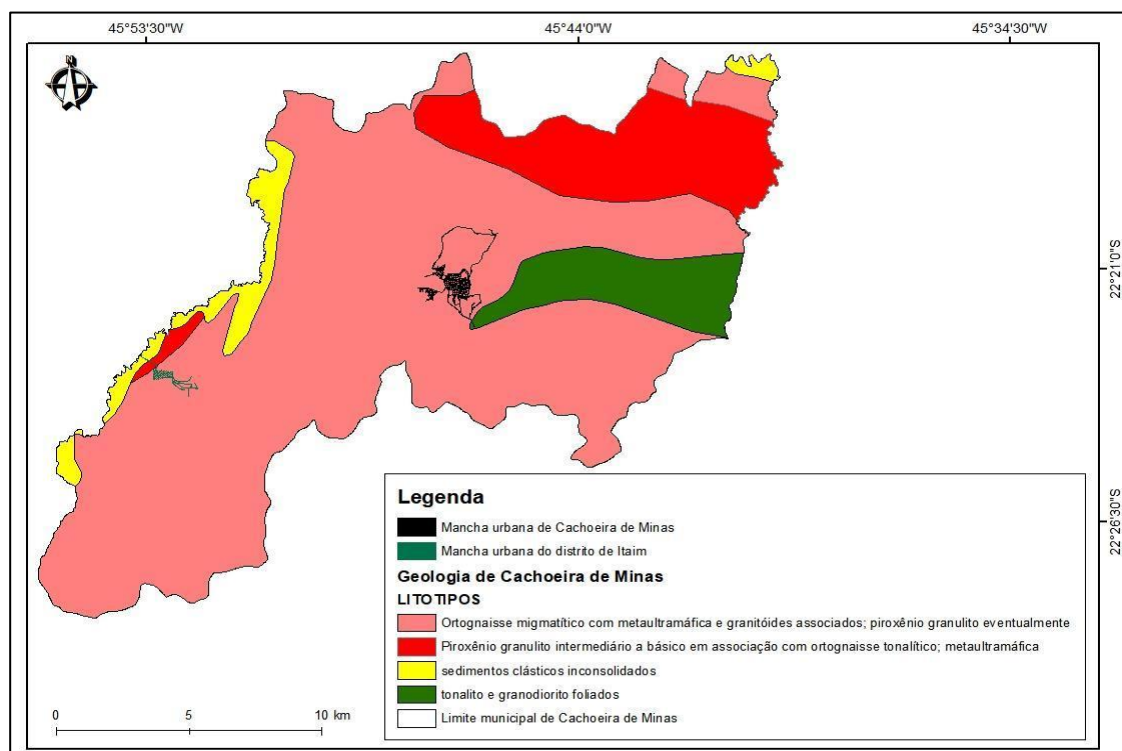 45°53'30"W 45°44'0"W 45°34'30"W
N
22°21'0"S
22°26'30"S
Legenda
Mancha urbana de Cachoeira de Minas
Mancha urbana do distrito de Itaim
Geologia de Cachoeira de Minas
LITOTIPOS
Ortognaisse migmatítico com metaultramáfica e granitóides associados; piroxênio granulito eventualmente
Piroxênio granulito intermediário a básico em associação com ortognaisse tonalítico; metaultramáfica
sedimentos clásticos inconsolidados
tonalito e granodiorito foliados
Limite municipal de Cachoeira de Minas
0 5 10 km